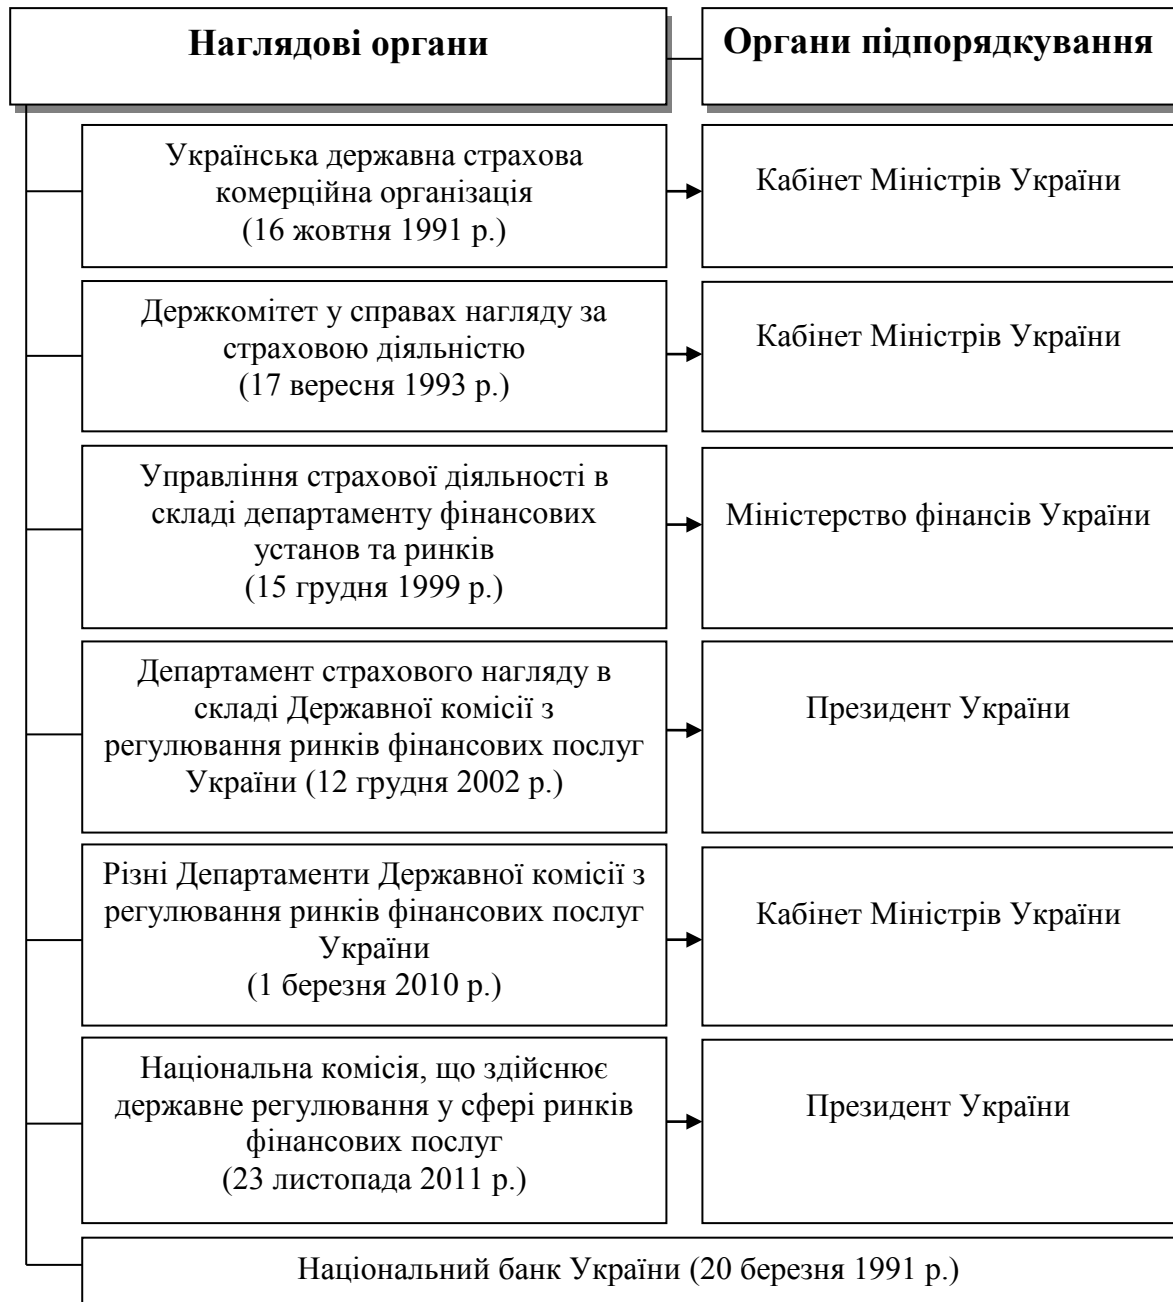 Наглядові органи
Органи підпорядкування
Українська державна страхова
комерційна організація
(16 жовтня 1991 р.)
Кабінет Міністрів України
Держкомітет у справах нагляду за
страховою діяльністю
(17 вересня 1993 р.)
Кабінет Міністрів України
Управління страхової діяльності в
складі департаменту фінансових
установ та ринків
(15 грудня 1999 р.)
Міністерство фінансів України
Департамент страхового нагляду в
складі Державної комісії з
регулювання ринків фінансових послуг
України (12 грудня 2002 р.)
Президент України
Різні Департаменти Державної комісії з
регулювання ринків фінансових послуг
України
(1 березня 2010 р.)
Кабінет Міністрів України
Національна комісія, що здійснює
державне регулювання у сфері ринків
фінансових послуг
(23 листопада 2011 р.)
Президент України
Національний банк України (20 березня 1991 р.)